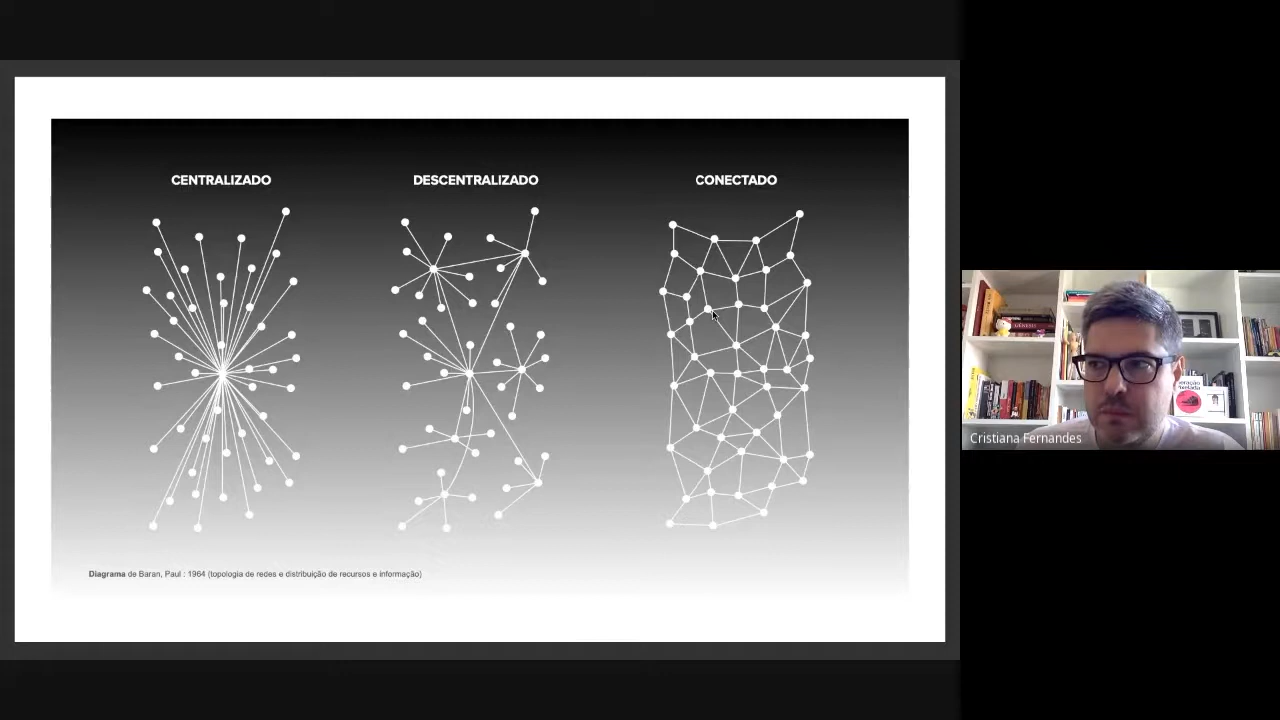 CENTRALIZADO
DESCENTRALIZADO
CONECTADO
Diagrama de Baran, Paul : 1964 (topologia de redes e distribuição de recursos e informação)
Cristiana Fernandes